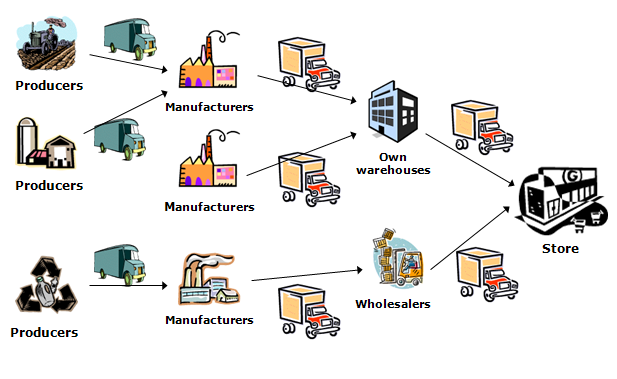 Producers
Manufacturers
Producers
Own
warehouses
Manufacturers
G
Store
Producers
Manufacturers
Wholesalers